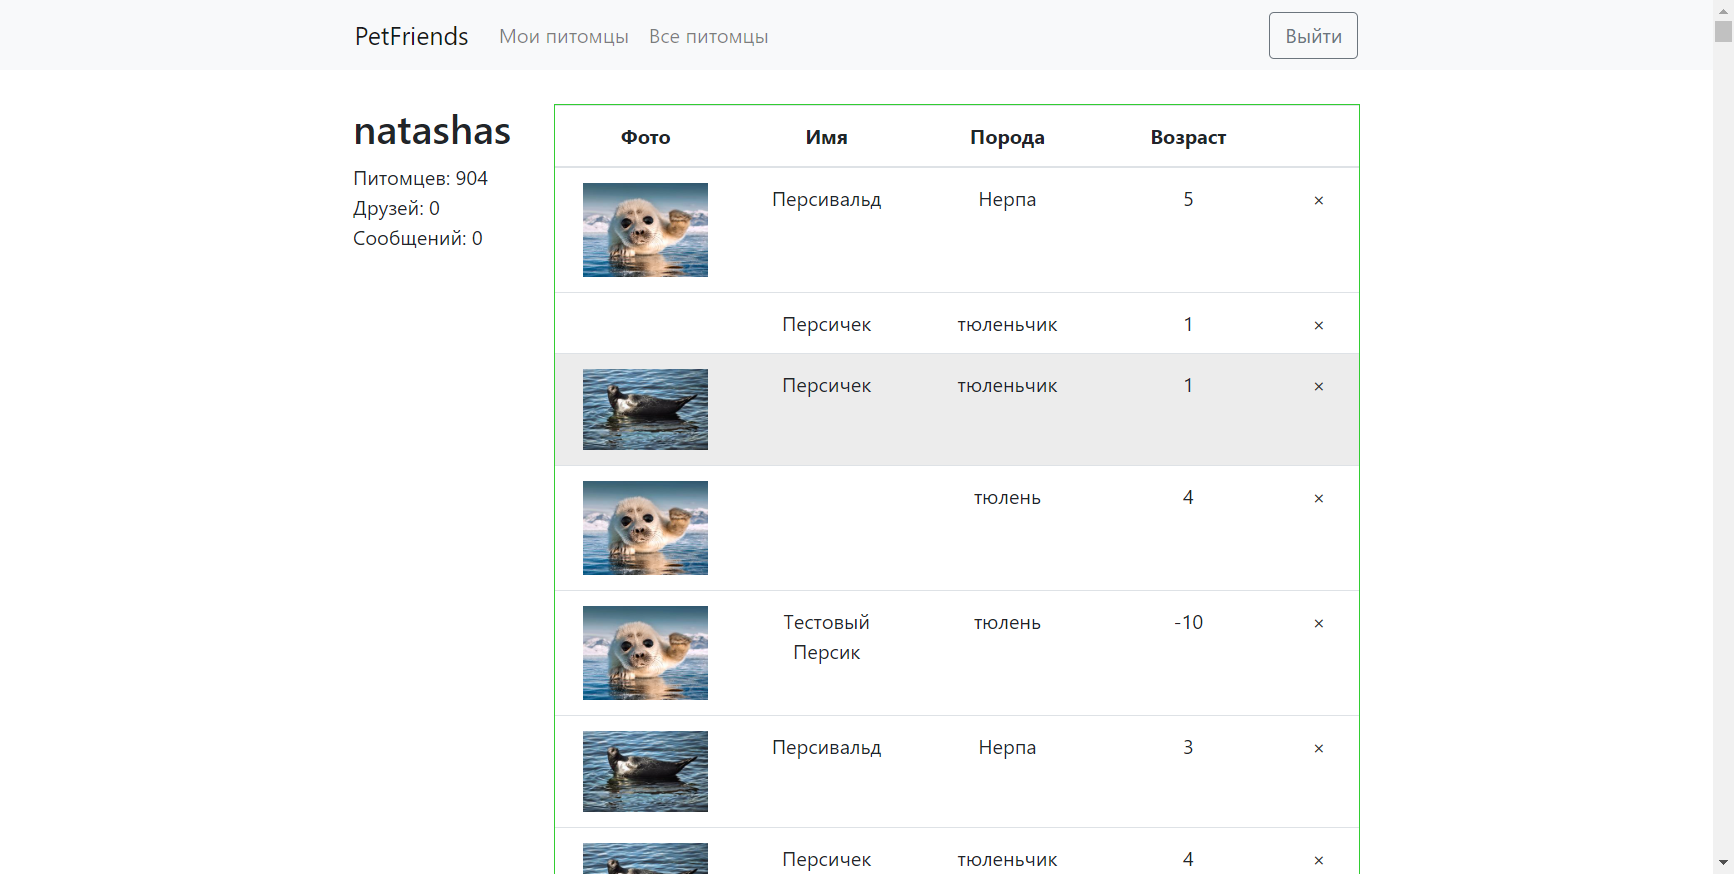 PetFriends Мои питомцы Все питомцы Выйти
natashas
Питомцев: 904
Друзей: 0
Сообщений: 0
Фото Имя Порода Возраст
Персивальд Нерпа 5 ×
Персичек тюленьчик 1 ×
Персичек тюленьчик 1 ×
тюлень 4 ×
Тестовый Персик тюлень -10 ×
Персивальд Нерпа 3 ×
Персичек тюленьчик 4 ×